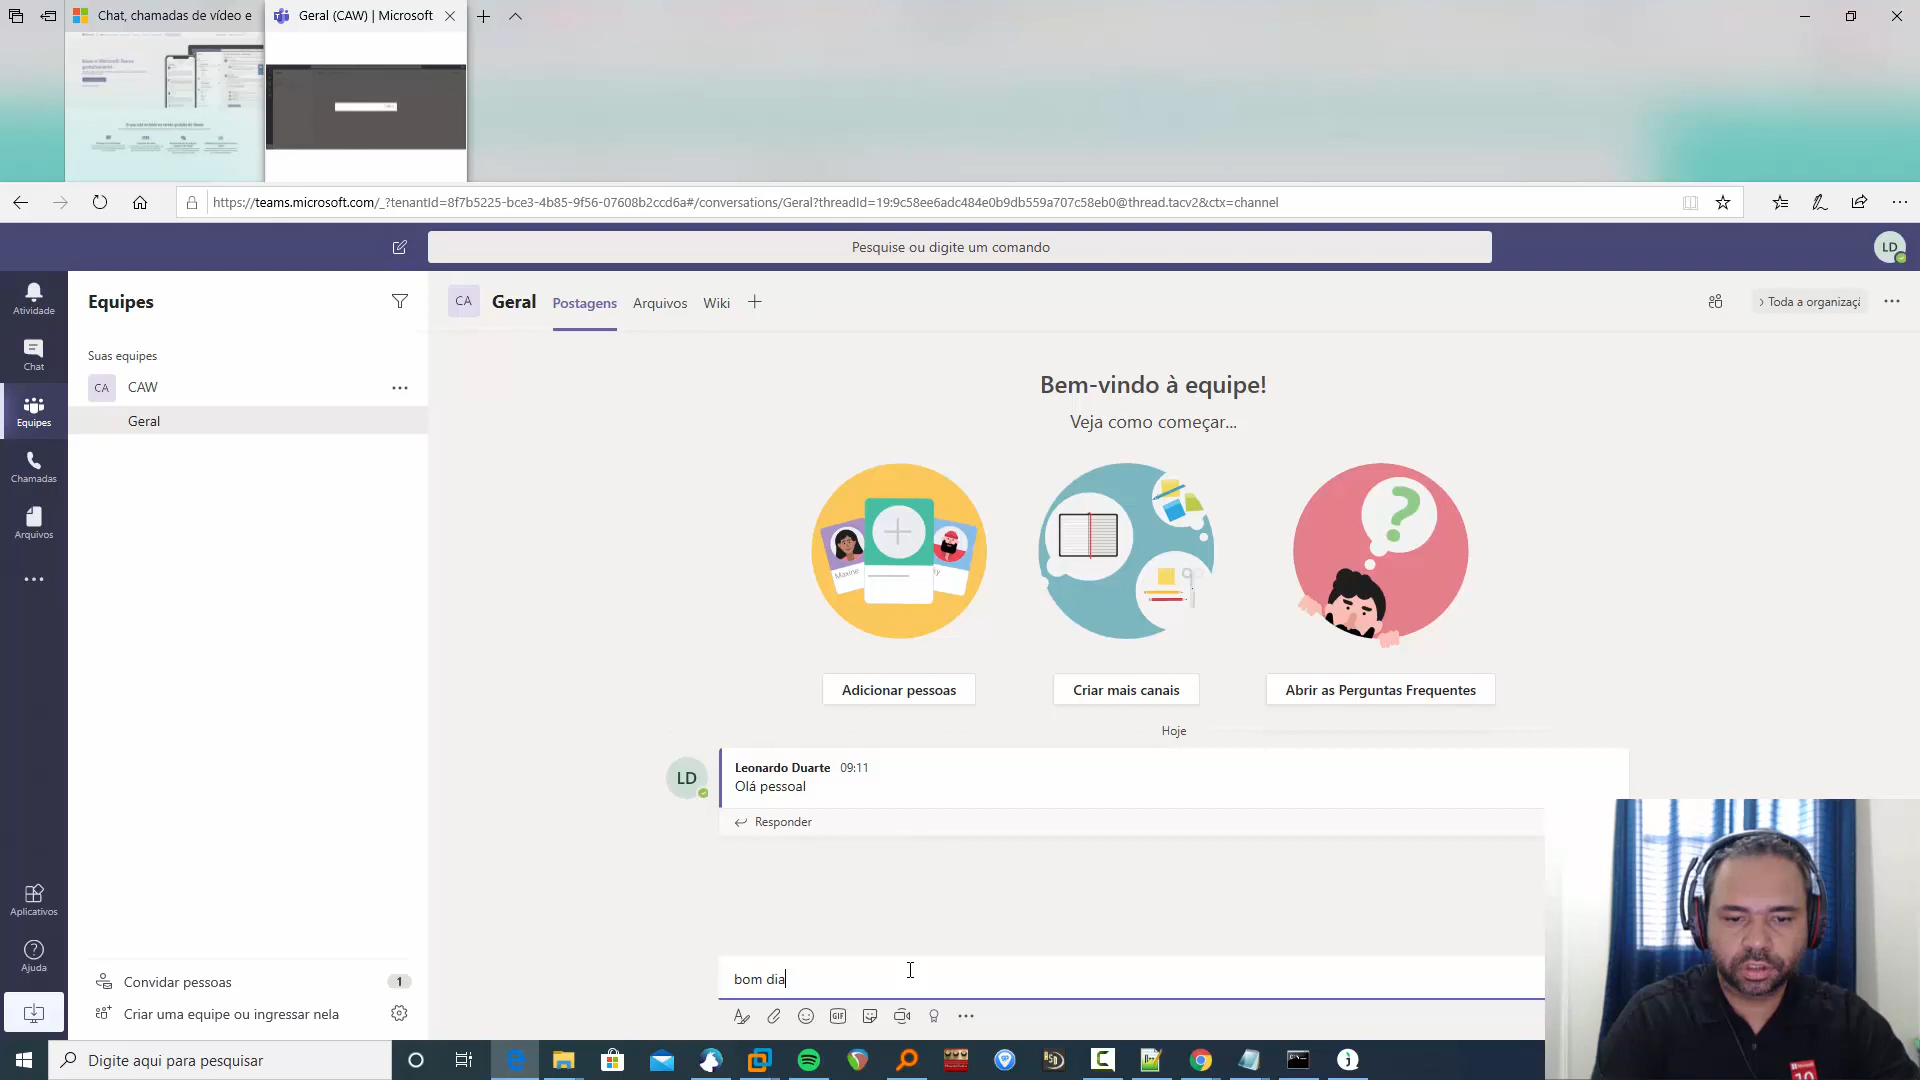 Chat, chamadas de vídeo e
Geral (CAW) | Microsoft
https://teams.microsoft.com/_?tenantId=8f7b5225-bce3-4b85-9f56-07608b2ccd6a#/conversations/Geral?threadId=19:9c58ee6adc484e0b9db559a707c58eb0@thread.tacv2&ctx=channel
Pesquise ou digite um comando
LD
Atividade
Chat
Equipes
Chamadas
Arquivos
Aplicativos
Ajuda
Equipes
Suas equipes
CA CAW
Geral
Convidar pessoas 1
Criar uma equipe ou ingressar nela
CA Geral Postagens Arquivos Wiki
Toda a organizaç
Bem-vindo à equipe!
Veja como começar...
Maxine
Adicionar pessoas
Criar mais canais
Abrir as Perguntas Frequentes
Hoje
LD
Leonardo Duarte 09:11
Olá pessoal
Responder
bom dia
GIF
Digite aqui para pesquisar
10